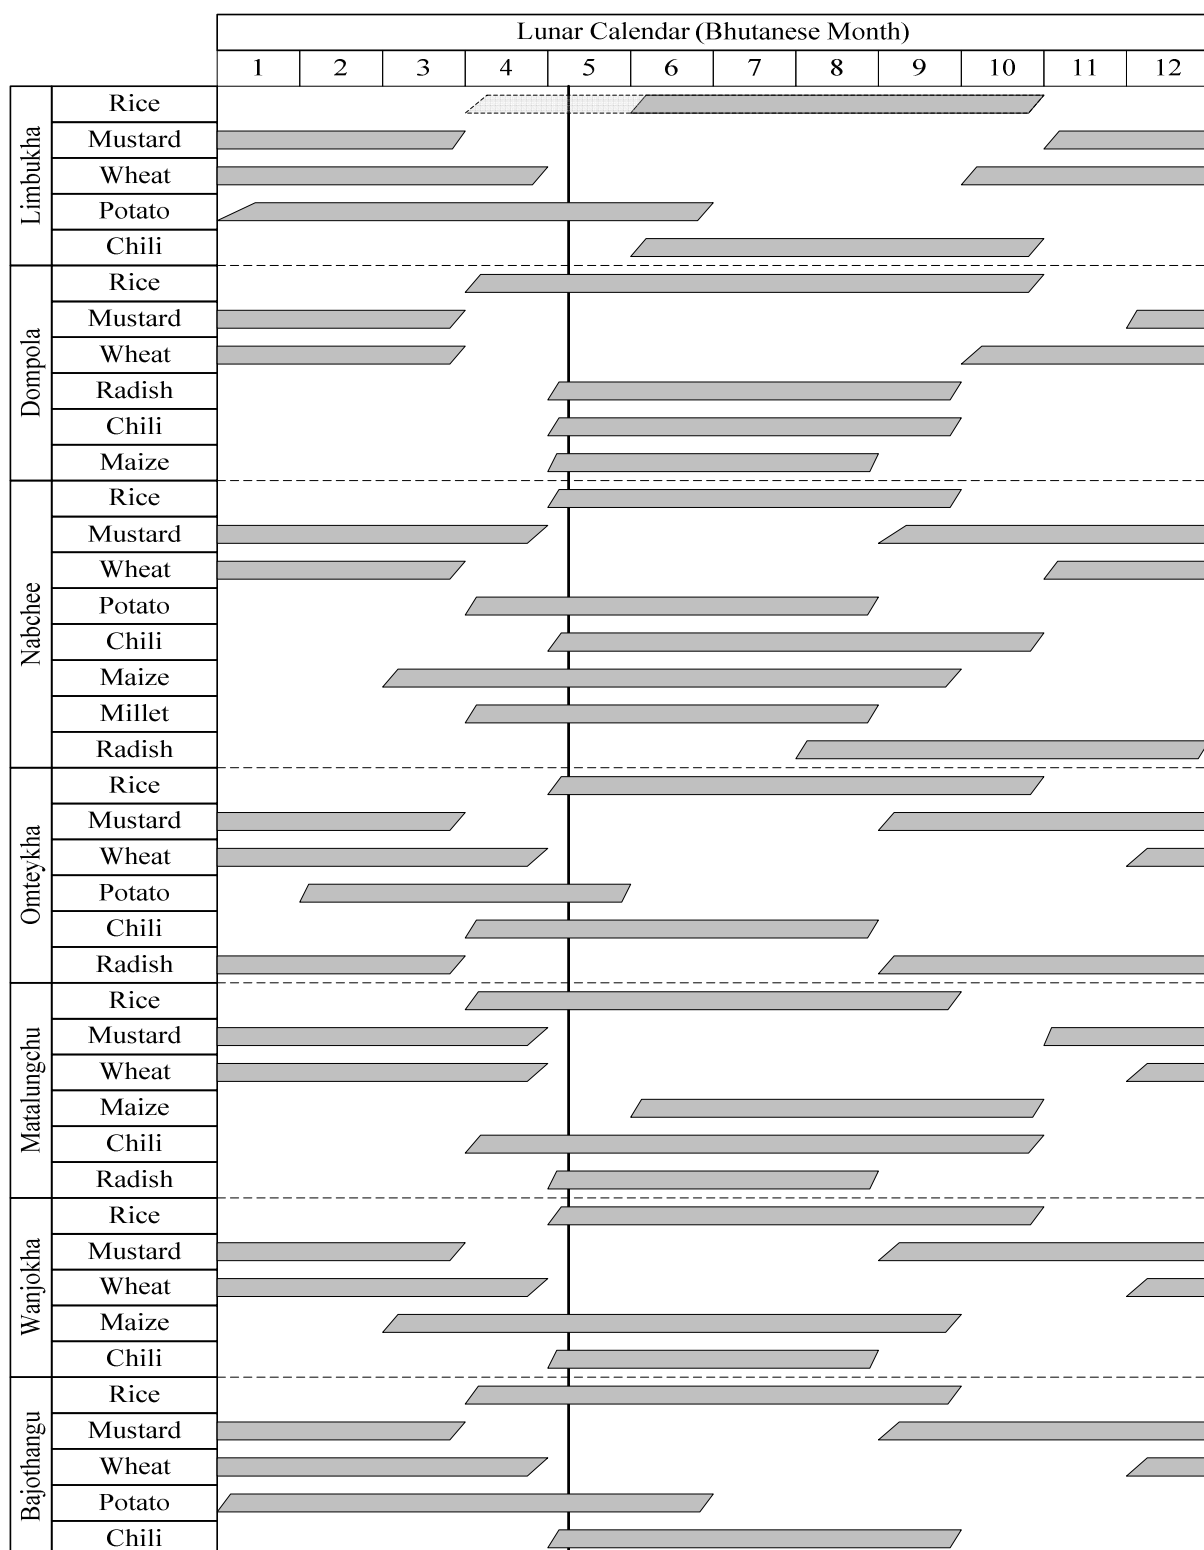 Lunar Calendar (Bhutanese Month)
1 2 3 4 5 6 7 8 9 10 11 12
Limbukha
Rice
Mustard
Wheat
Potato
Chili
Dompola
Rice
Mustard
Wheat
Radish
Chili
Maize
Nabchee
Rice
Mustard
Wheat
Potato
Chili
Maize
Millet
Radish
Omteykha
Rice
Mustard
Wheat
Potato
Chili
Radish
Matalungchu
Rice
Mustard
Wheat
Maize
Chili
Radish
Wanjokha
Rice
Mustard
Wheat
Maize
Chili
Bajothangu
Rice
Mustard
Wheat
Potato
Chili